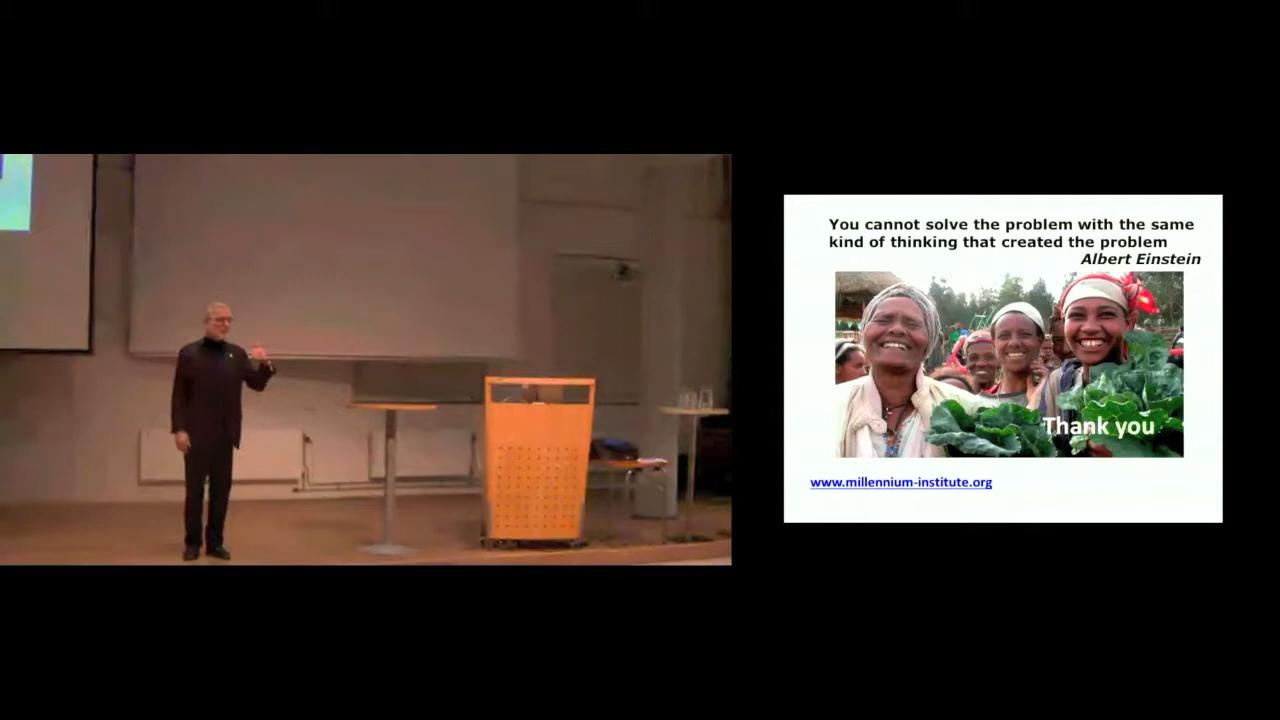 You cannot solve the problem with the same
kind of thinking that created the problem
Albert Einstein
Thank you
www.millennium-institute.org